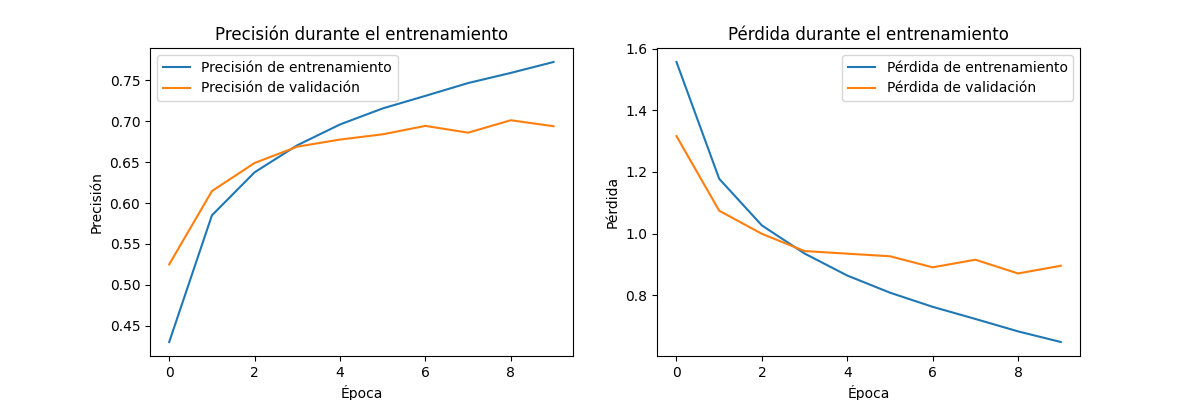 Precisión durante el entrenamiento
Precisión de entrenamiento
Precisión de validación
0.75
0.70
0.65
0.60
0.55
0.50
0.45
Precisión
0 2 4 6 8
Época
Pérdida durante el entrenamiento
Pérdida de entrenamiento
Pérdida de validación
1.6
1.4
1.2
1.0
0.8
Pérdida
0 2 4 6 8
Época